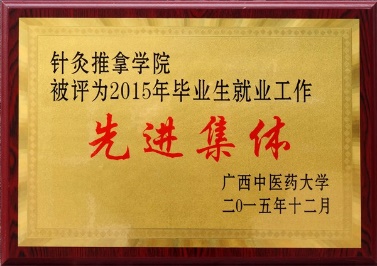 针灸推拿学院
被评为2015年毕业生就业工作
先进集体
广西中医药大学
二〇一五年十二月